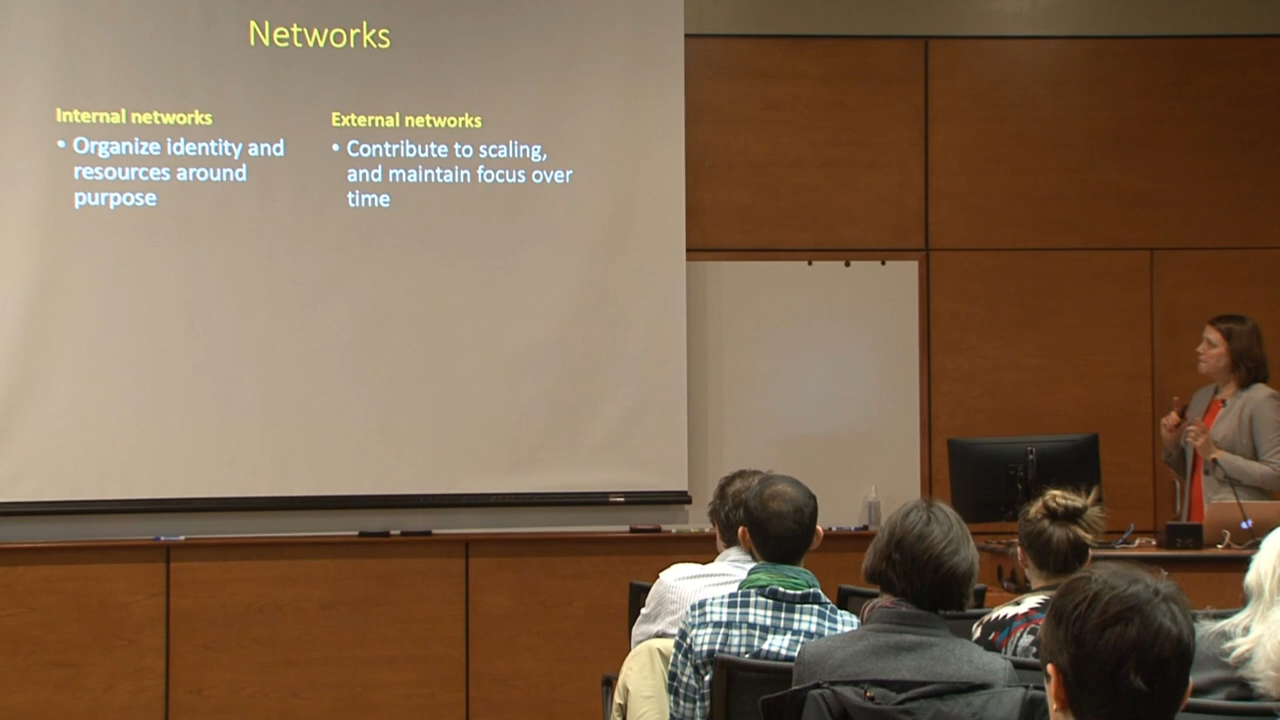 Networks
Internal networks
• Organize identity and
resources around
purpose
External networks
• Contribute to scaling,
and maintain focus over
time